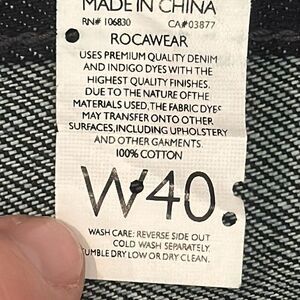 MADE IN CHINA
RN# 106830 CA#03877
ROCAWEAR
USES PREMIUM QUALITY DENIM
AND INDIGO DYES WITH THE
HIGHEST QUALITY FINISHES.
DUE TO THE NATURE OF THE
MATERIALS USED, THE FABRIC DYES
MAY TRANSFER ONTO OTHER
SURFACES, INCLUDING UPHOLSTERY
AND OTHER GARMENTS.
100% COTTON
W40
WASH CARE: REVERSE SIDE OUT
COLD WASH SEPARATELY.
TUMBLE DRY LOW OR DRY CLEAN.